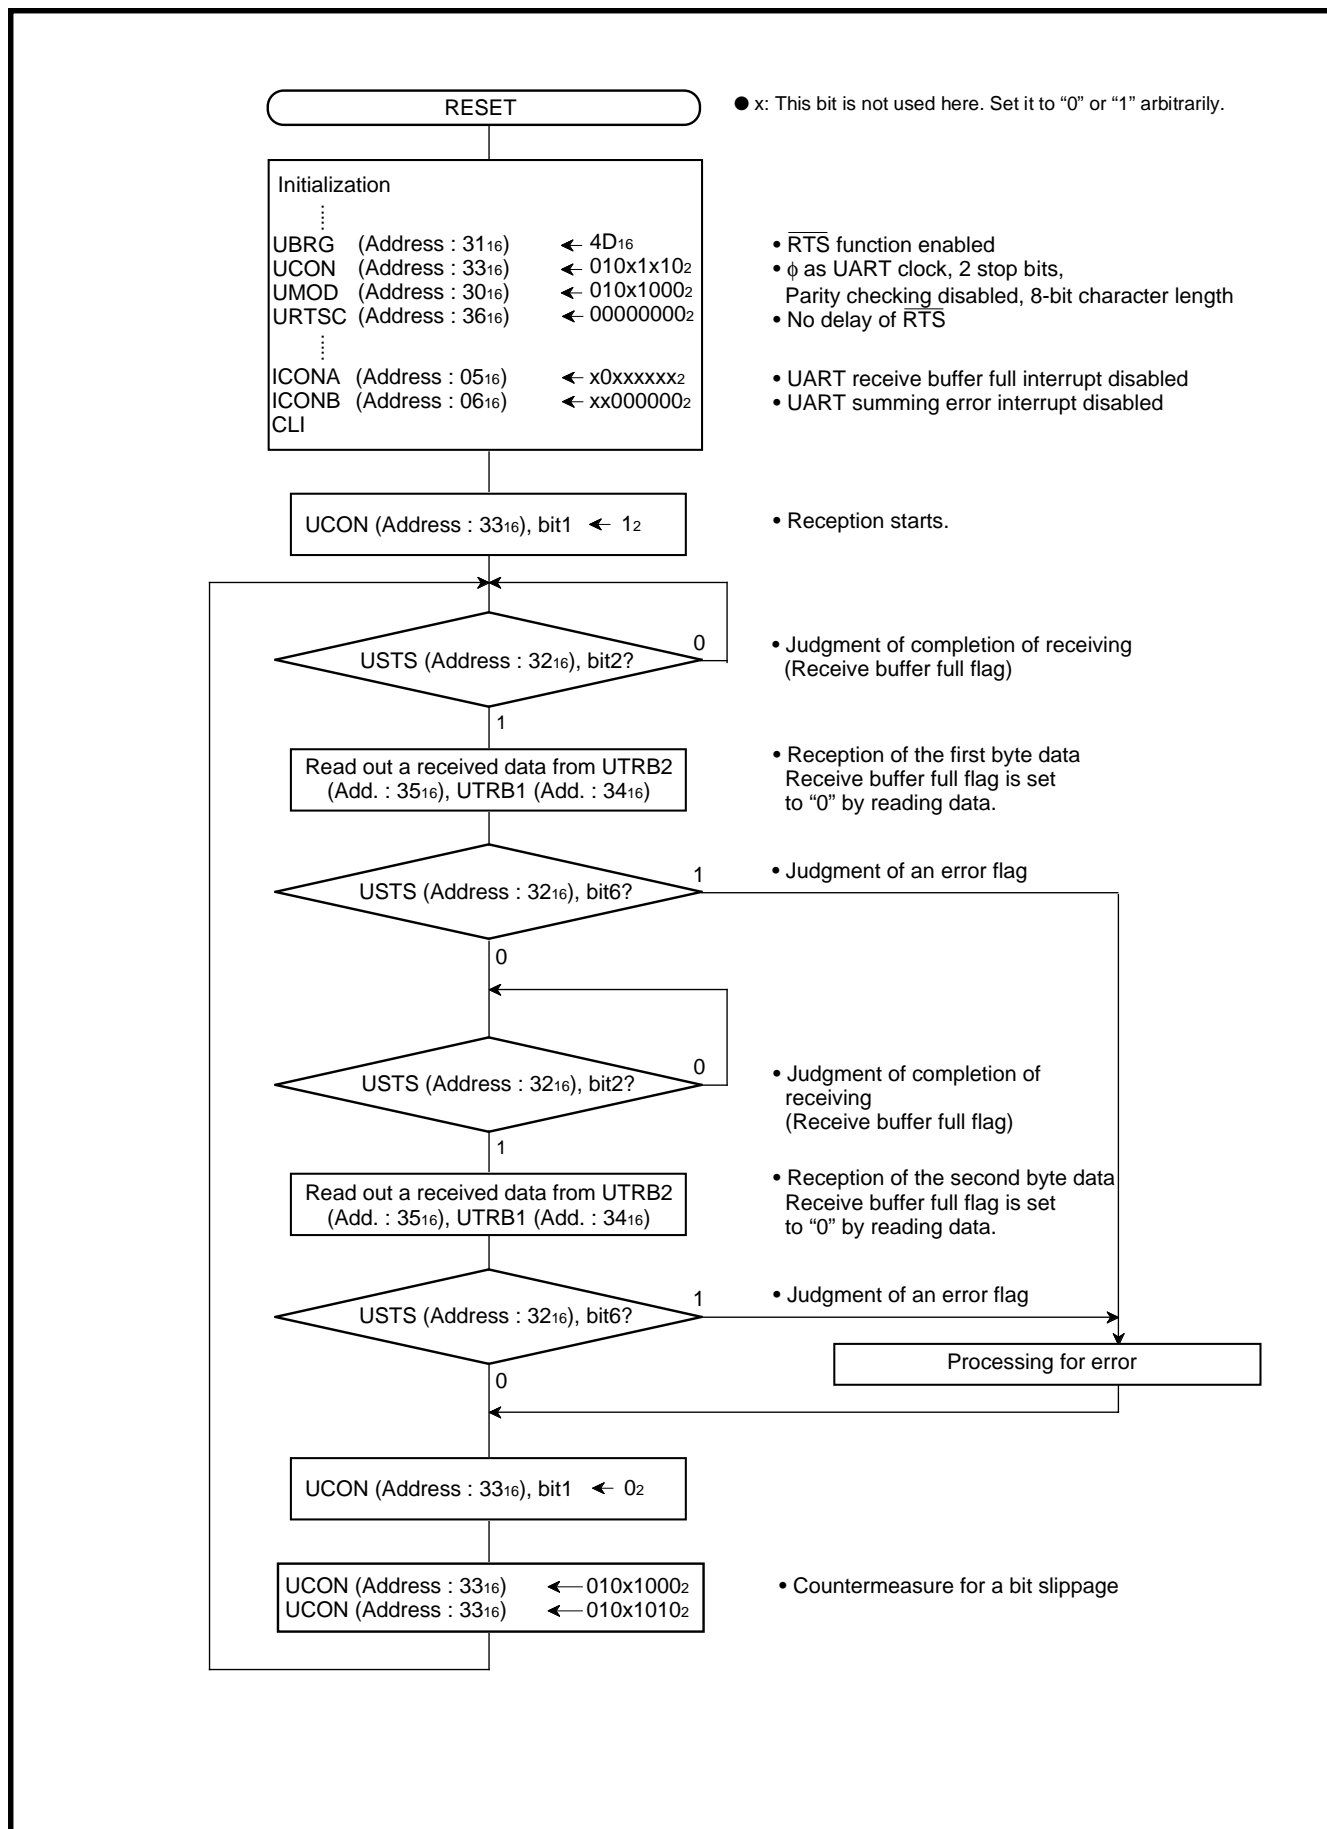 RESET
● x: This bit is not used here. Set it to “0” or “1” arbitrarily.
Initialization
UBRG (Address : 3116) ← 4D16
• RTS function enabled
UCON (Address : 3316) ← 010x1x102
• ϕ as UART clock, 2 stop bits,
UMOD (Address : 3016) ← 010x10002
Parity checking disabled, 8-bit character length
URTSC (Address : 3616) ← 000000002
• No delay of RTS
ICONA (Address : 0516) ← x0xxxxxx2
• UART receive buffer full interrupt disabled
ICONB (Address : 0616) ← xx0000002
• UART summing error interrupt disabled
CLI
UCON (Address : 3316), bit1 ← 12
• Reception starts.
0
USTS (Address : 3216), bit2?
• Judgment of completion of receiving
(Receive buffer full flag)
1
Read out a received data from UTRB2
(Add. : 3516), UTRB1 (Add. : 3416)
• Reception of the first byte data
Receive buffer full flag is set
to “0” by reading data.
1
USTS (Address : 3216), bit6?
• Judgment of an error flag
0
0
USTS (Address : 3216), bit2?
• Judgment of completion of
receiving
(Receive buffer full flag)
1
Read out a received data from UTRB2
(Add. : 3516), UTRB1 (Add. : 3416)
• Reception of the second byte data
Receive buffer full flag is set
to “0” by reading data.
1
USTS (Address : 3216), bit6?
• Judgment of an error flag
Processing for error
0
UCON (Address : 3316), bit1 ← 02
UCON (Address : 3316) ← 010x10002
UCON (Address : 3316) ← 010x10102
• Countermeasure for a bit slippage